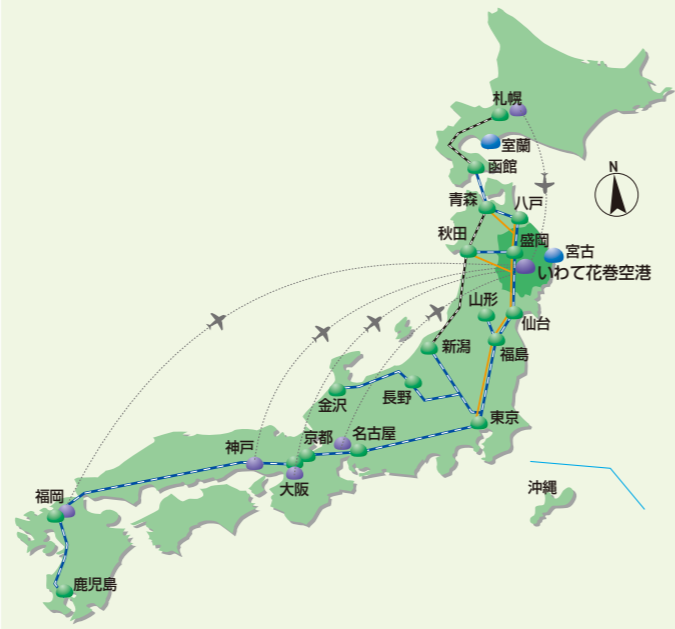 札幌
室蘭
函館
N
青森
八戸
秋田
盛岡
宮古
いわて花巻空港
山形
仙台
新潟
福島
金沢
長野
東京
京都
名古屋
神戸
大阪
福岡
沖縄
鹿児島